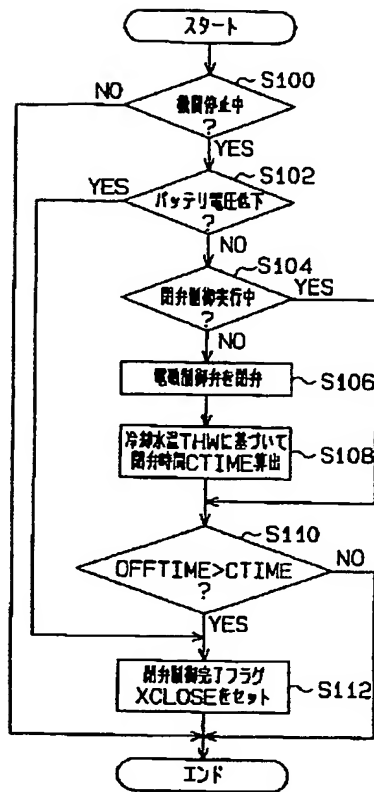 スタート
S100
NO
機関停止中
?
YES
S102
YES
バッテリ電圧低下
?
NO
S104
閉弁制御実行中
YES
?
NO
電磁制御弁を閉弁
S106
冷却水温THWに基づいて
閉弁時間CTIME算出
S108
S110
OFFTIME>CTIME
NO
?
YES
閉弁制御完了フラグ
XCLOSEをセット
S112
エンド